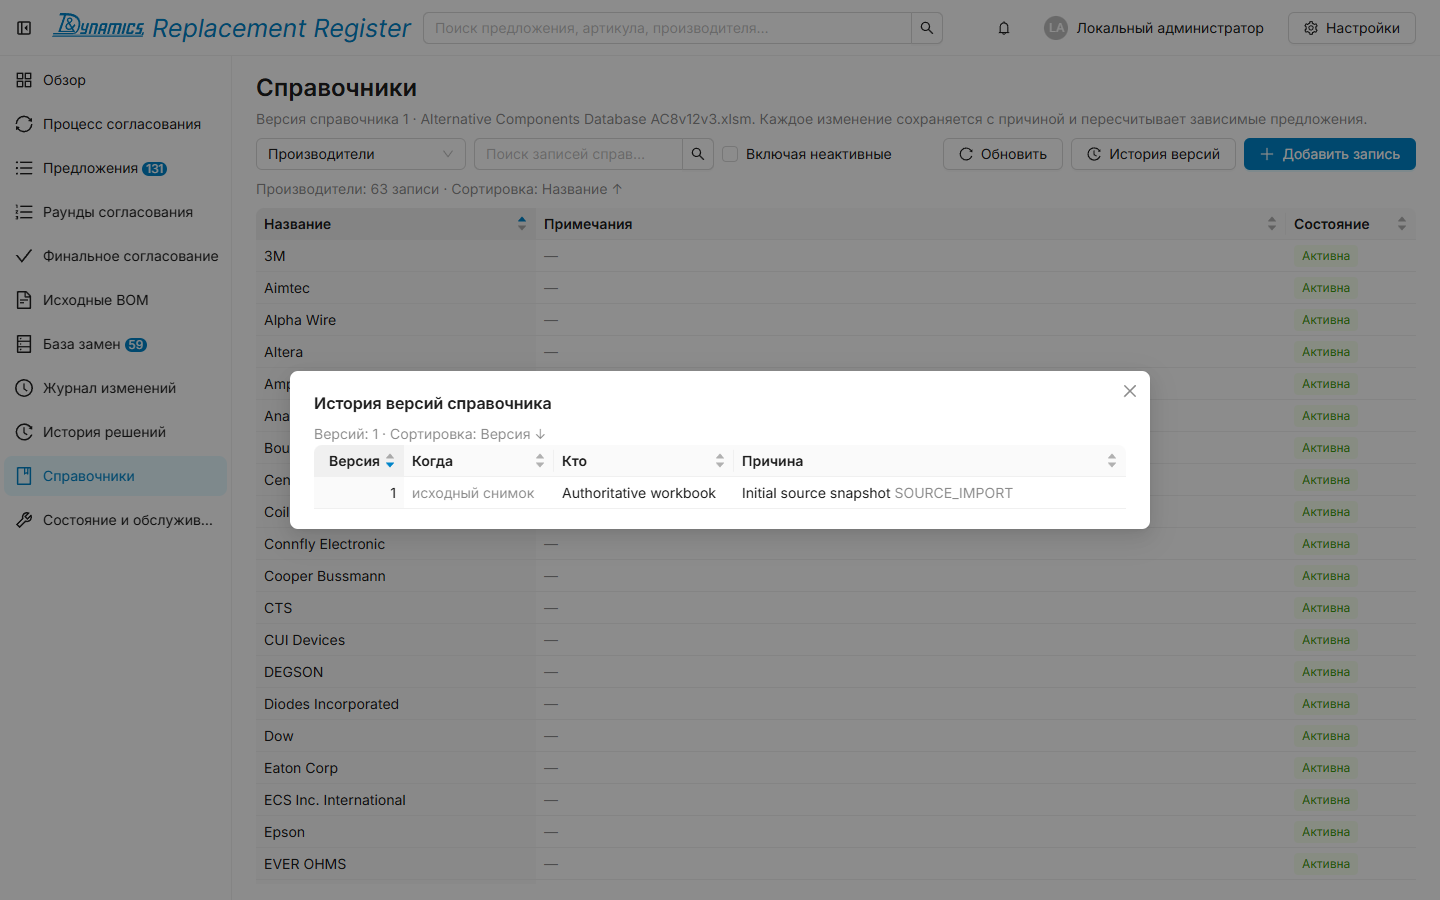 Dynamics Replacement Register
Поиск предложения, артикула, производителя...
LA Локальный администратор
Настройки
Обзор
Процесс согласования
Предложения 131
Раунды согласования
Финальное согласование
Исходные BOM
База замен 59
Журнал изменений
История решений
Справочники
Состояние и обслужив...
Справочники
Версия справочника 1 · Alternative Components Database AC8v12v3.xlsm. Каждое изменение сохраняется с причиной и пересчитывает зависимые предложения.
Производители
Поиск записей справ...
Включая неактивные
Обновить
История версий
+ Добавить запись
Производители: 63 записи · Сортировка: Название ↑
Название Примечания Состояние
3M — Активна
Aimtec — Активна
Alpha Wire — Активна
Altera — Активна
Активна
Ana Активна
Bou Активна
Cen Активна
Coil Активна
История версий справочника
Версий: 1 · Сортировка: Версия ↓
Версия Когда Кто Причина
1 исходный снимок Authoritative workbook Initial source snapshot SOURCE_IMPORT
Connfly Electronic — Активна
Cooper Bussmann — Активна
CTS — Активна
CUI Devices — Активна
DEGSON — Активна
Diodes Incorporated — Активна
Dow — Активна
Eaton Corp — Активна
ECS Inc. International — Активна
Epson — Активна
EVER OHMS — Активна